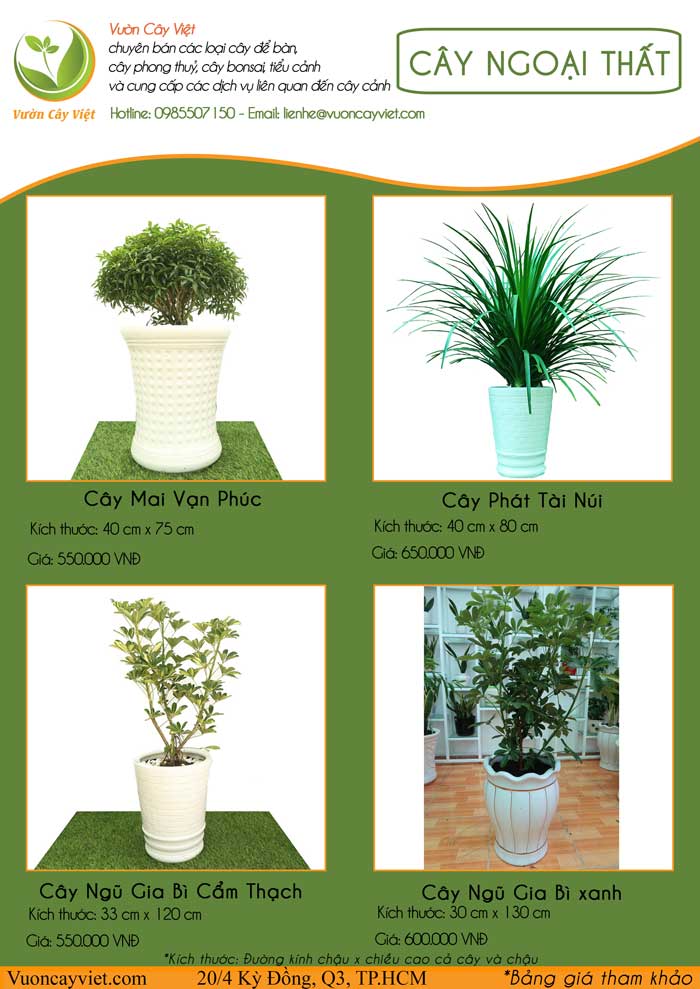 Vườn Cây Việt
chuyên bán các loại cây để bàn,
cây phong thuỷ, cây bonsai, tiểu cảnh
và cung cấp các dịch vụ liên quan đến cây cảnh
Vườn Cây Việt
Hotline: 0985507150 - Email: lienhe@vuoncayviet.com
CÂY NGOẠI THẤT
Cây Mai Vạn Phúc
Kích thước: 40 cm x 75 cm
Giá: 550.000 VNĐ
Cây Phát Tài Núi
Kích thước: 40 cm x 80 cm
Giá: 650.000 VNĐ
Cây Ngũ Gia Bì Cẩm Thạch
Kích thước: 33 cm x 120 cm
Giá: 550.000 VNĐ
Cây Ngũ Gia Bì xanh
Kích thước: 30 cm x 130 cm
Giá: 600.000 VNĐ
*Kích thước: Đường kính chậu x chiều cao cả cây và chậu
Vuoncayviet.com 20/4 Kỳ Đồng, Q3, TP.HCM *Bảng giá tham khảo